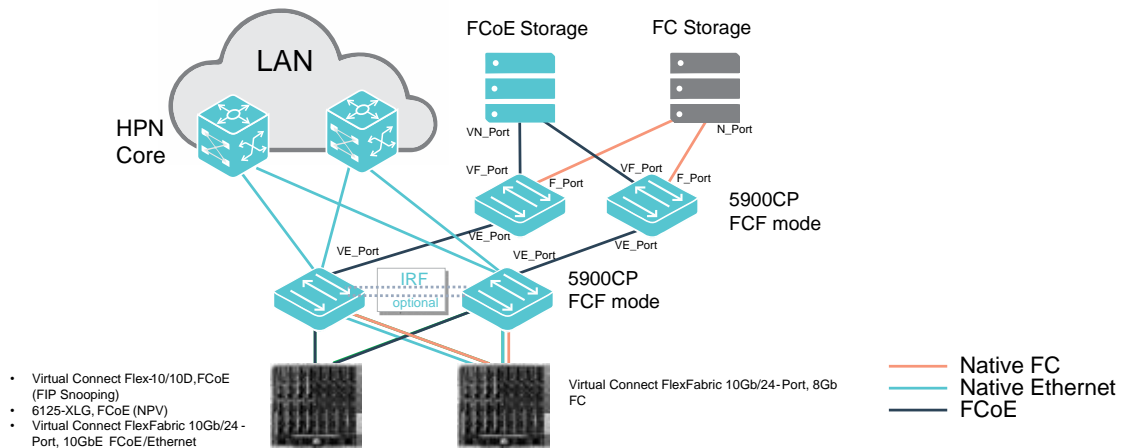 FCoE Storage
FC Storage
LAN
HPN
Core
VN_Port
N_Port
VF_Port
F_Port
VF_Port
F_Port
5900CP
FCF mode
VE_Port
VE_Port
VE_Port
VE_Port
IRF
optional
5900CP
FCF mode
• Virtual Connect Flex-10/10D,FCoE
(FIP Snooping)
• 6125-XLG, FCoE (NPV)
• Virtual Connect FlexFabric 10Gb/24 -
Port, 10GbE FCoE/Ethernet
Virtual Connect FlexFabric 10Gb/24-Port, 8Gb
FC
Native FC
Native Ethernet
FCoE